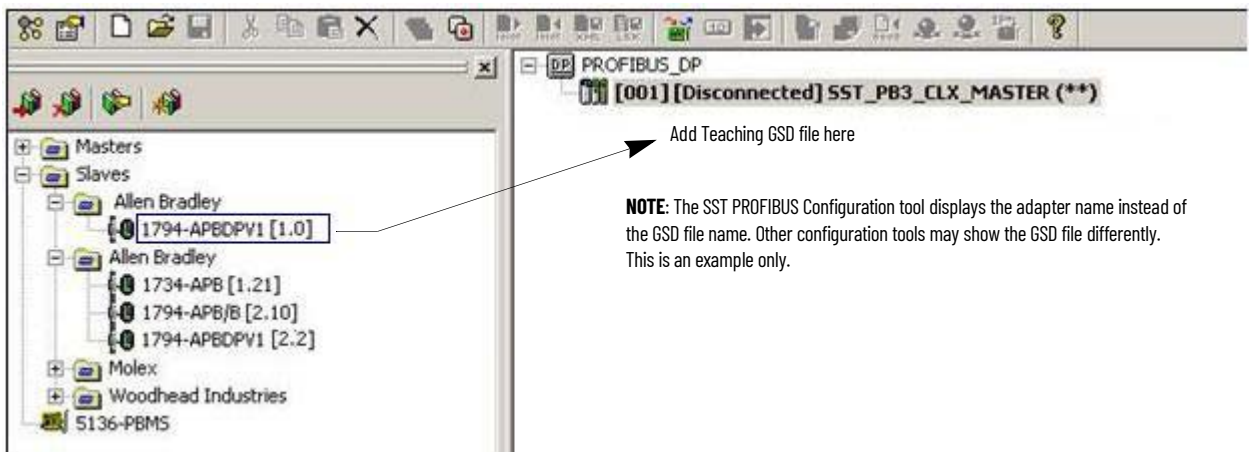 PROFIBUS_DP
[001] [Disconnected] SST_PB3_CLX_MASTER (**)
Masters
Slaves
Allen Bradley
1794-APBDPV1 [1.0]
Allen Bradley
1734-APB [1.21]
1794-APB/B [2.10]
1794-APBDPV1 [2.2]
Molex
Woodhead Industries
5136-PBMS
Add Teaching GSD file here
NOTE: The SST PROFIBUS Configuration tool displays the adapter name instead of
the GSD file name. Other configuration tools may show the GSD file differently.
This is an example only.